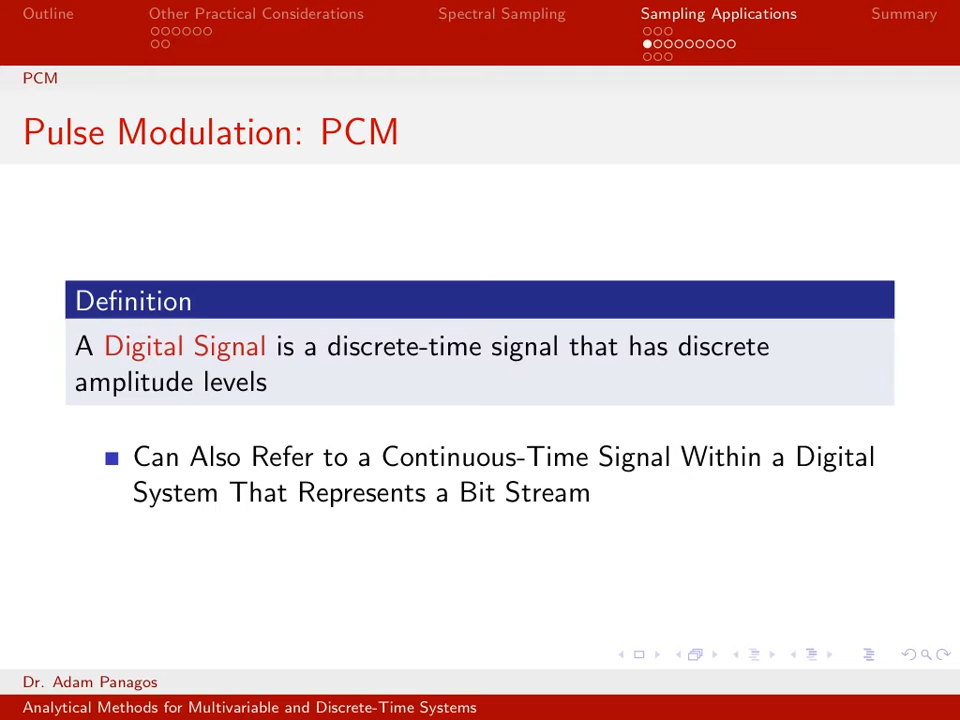 Outline Other Practical Considerations Spectral Sampling Sampling Applications Summary
PCM
Pulse Modulation: PCM
Definition
A Digital Signal is a discrete-time signal that has discrete
amplitude levels
Can Also Refer to a Continuous-Time Signal Within a Digital
System That Represents a Bit Stream
Dr. Adam Panagos
Analytical Methods for Multivariable and Discrete-Time Systems